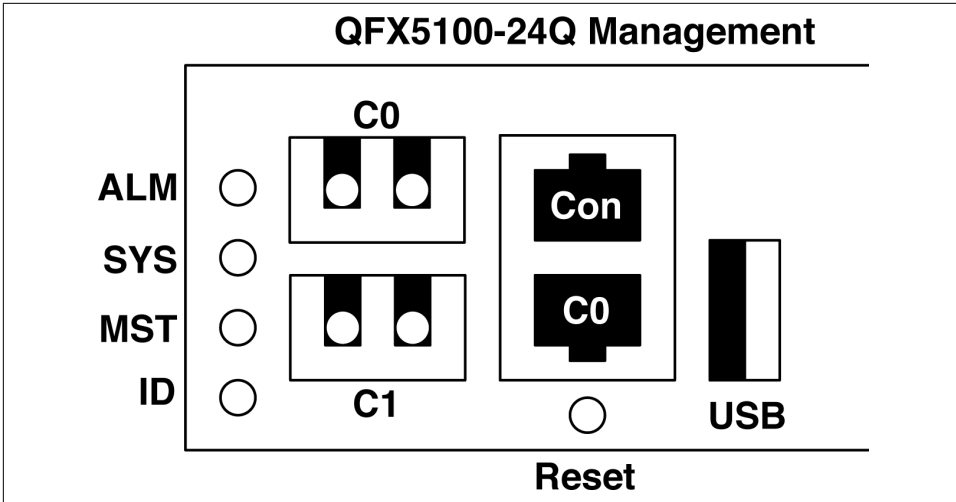 QFX5100-24Q Management
C0
ALM
Con
SYS
C0
MST
ID
C1
USB
Reset